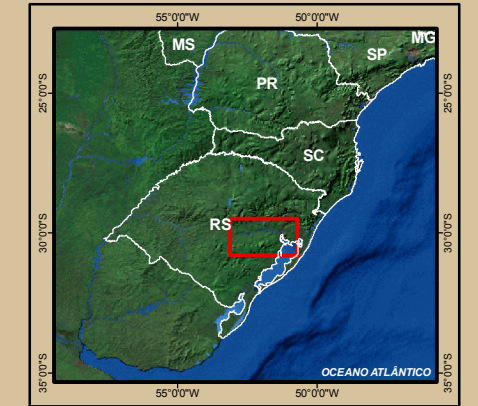 55°0'0"W 50°0'0"W
MG
MS
SP
PR
25°0'0"S 25°0'0"S
SC
RS
30°0'0"S 30°0'0"S
35°0'0"S 35°0'0"S
OCEANO ATLÂNTICO
55°0'0"W 50°0'0"W